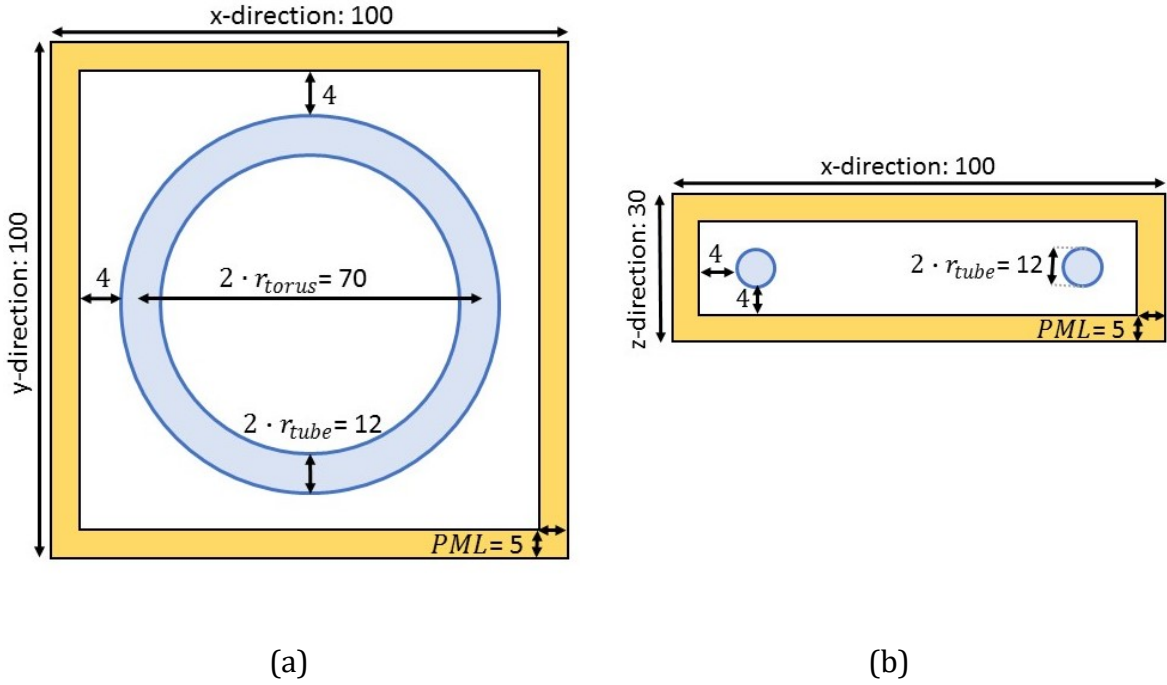 x-direction: 100
y-direction: 100
4
4
2 · r_torus= 70
2 · r_tube= 12
PML= 5
(a)
x-direction: 100
z-direction: 30
4
4
2 · r_tube= 12
PML= 5
(b)